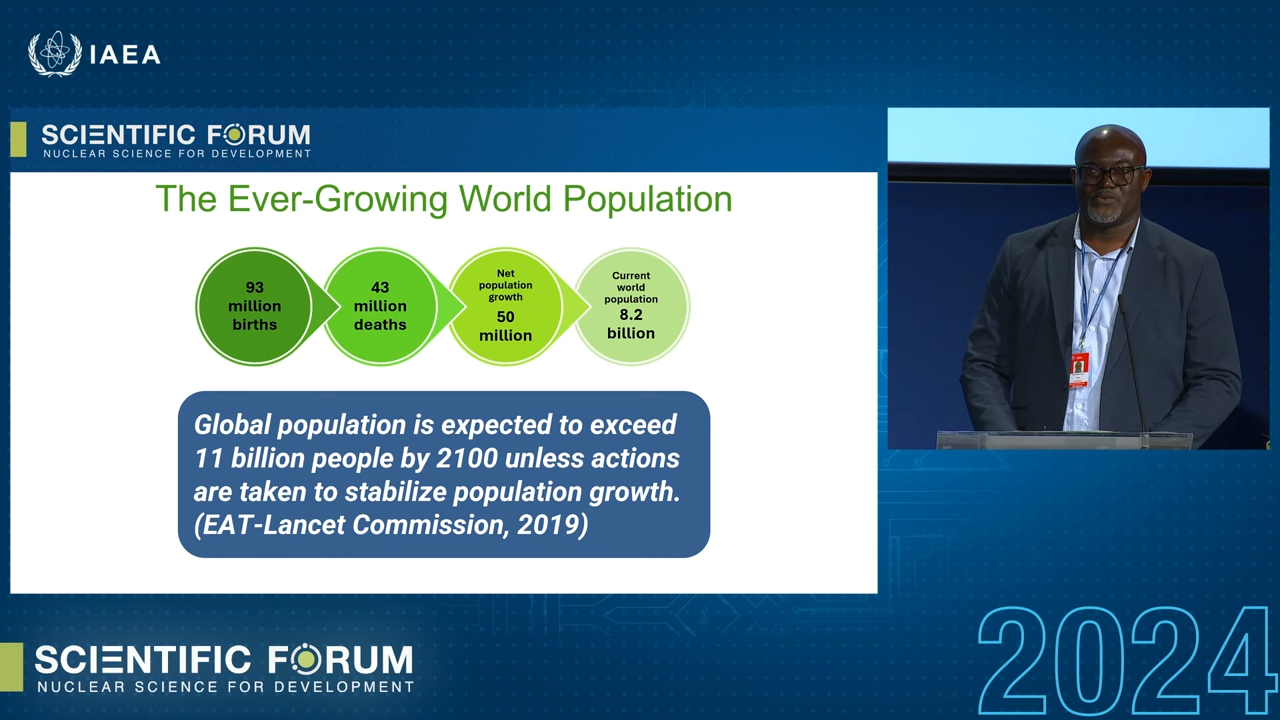 IAEA
SCIENTIFIC FORUM
NUCLEAR SCIENCE FOR DEVELOPMENT
The Ever-Growing World Population
93
million
births
43
million
deaths
Net
population
growth
50
million
Current
world
population
8.2
billion
Global population is expected to exceed
11 billion people by 2100 unless actions
are taken to stabilize population growth.
(EAT-Lancet Commission, 2019)
SCIENTIFIC FORUM
NUCLEAR SCIENCE FOR DEVELOPMENT
2024